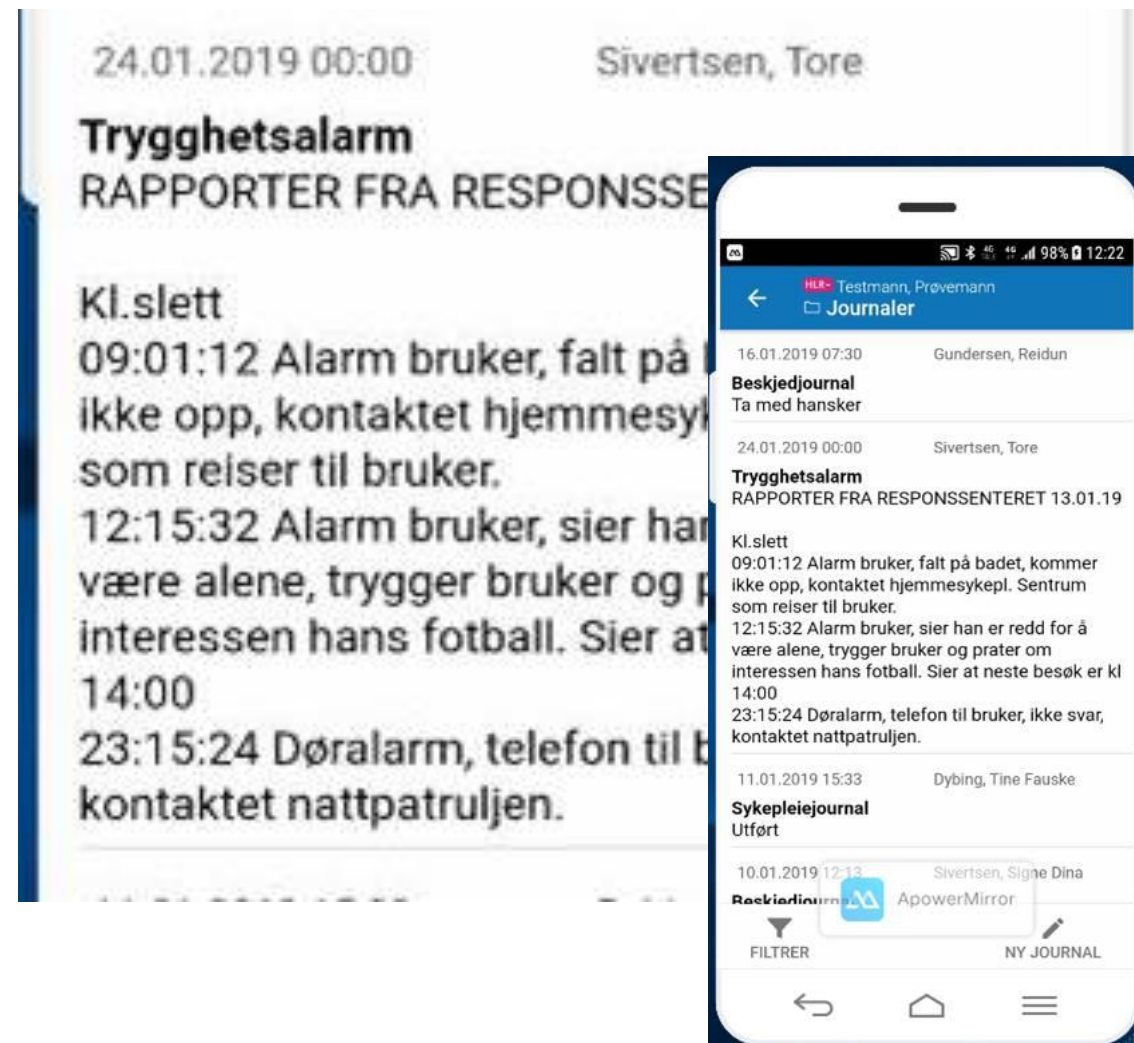 24.01.2019 00:00 Sivertsen, Tore
Trygghetsalarm
RAPPORTER FRA RESPONSSE
Kl.slett
09:01:12 Alarm bruker, falt på
ikke opp, kontaktet hjemmesyk
som reiser til bruker.
12:15:32 Alarm bruker, sier han
være alene, trygger bruker og p
interessen hans fotball. Sier at
14:00
23:15:24 Døralarm, telefon til b
kontaktet nattpatruljen.
98% 12:22
HLR- Testmann, Prøvemann
Journaler
16.01.2019 07:30 Gundersen, Reidun
Beskjedjournal
Ta med hansker
24.01.2019 00:00 Sivertsen, Tore
Trygghetsalarm
RAPPORTER FRA RESPONSSENTERET 13.01.19
Kl.slett
09:01:12 Alarm bruker, falt på badet, kommer
ikke opp, kontaktet hjemmesykepl. Sentrum
som reiser til bruker.
12:15:32 Alarm bruker, sier han er redd for å
være alene, trygger bruker og prater om
interessen hans fotball. Sier at neste besøk er kl
14:00
23:15:24 Døralarm, telefon til bruker, ikke svar,
kontaktet nattpatruljen.
11.01.2019 15:33 Dybing, Tine Fauske
Sykepleiejournal
Utført
10.01.2019 12:13 Sivertsen, Signe Dina
Beskjedjourna
ApowerMirror
FILTRER NY JOURNAL